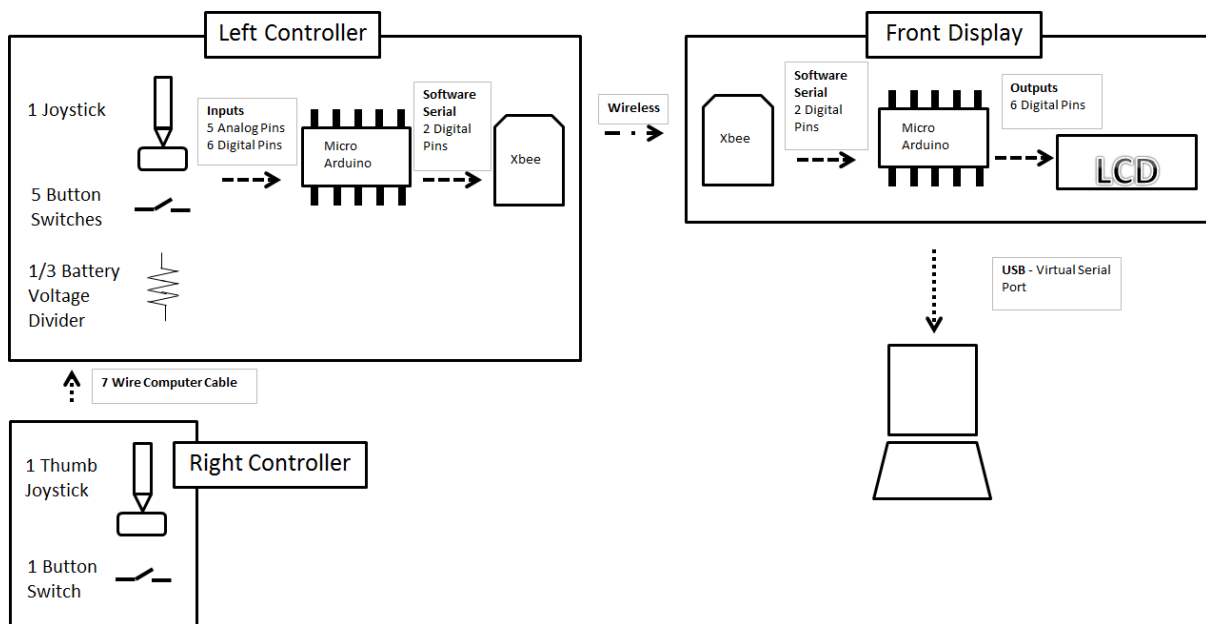 Left Controller
1 Joystick
Inputs
5 Analog Pins
6 Digital Pins
Micro
Arduino
Software
Serial
2 Digital
Pins
Xbee
5 Button
Switches
1/3 Battery
Voltage
Divider
Wireless
Front Display
Xbee
Software
Serial
2 Digital
Pins
Micro
Arduino
Outputs
6 Digital Pins
LCD
USB - Virtual Serial
Port
7 Wire Computer Cable
Right Controller
1 Thumb
Joystick
1 Button
Switch